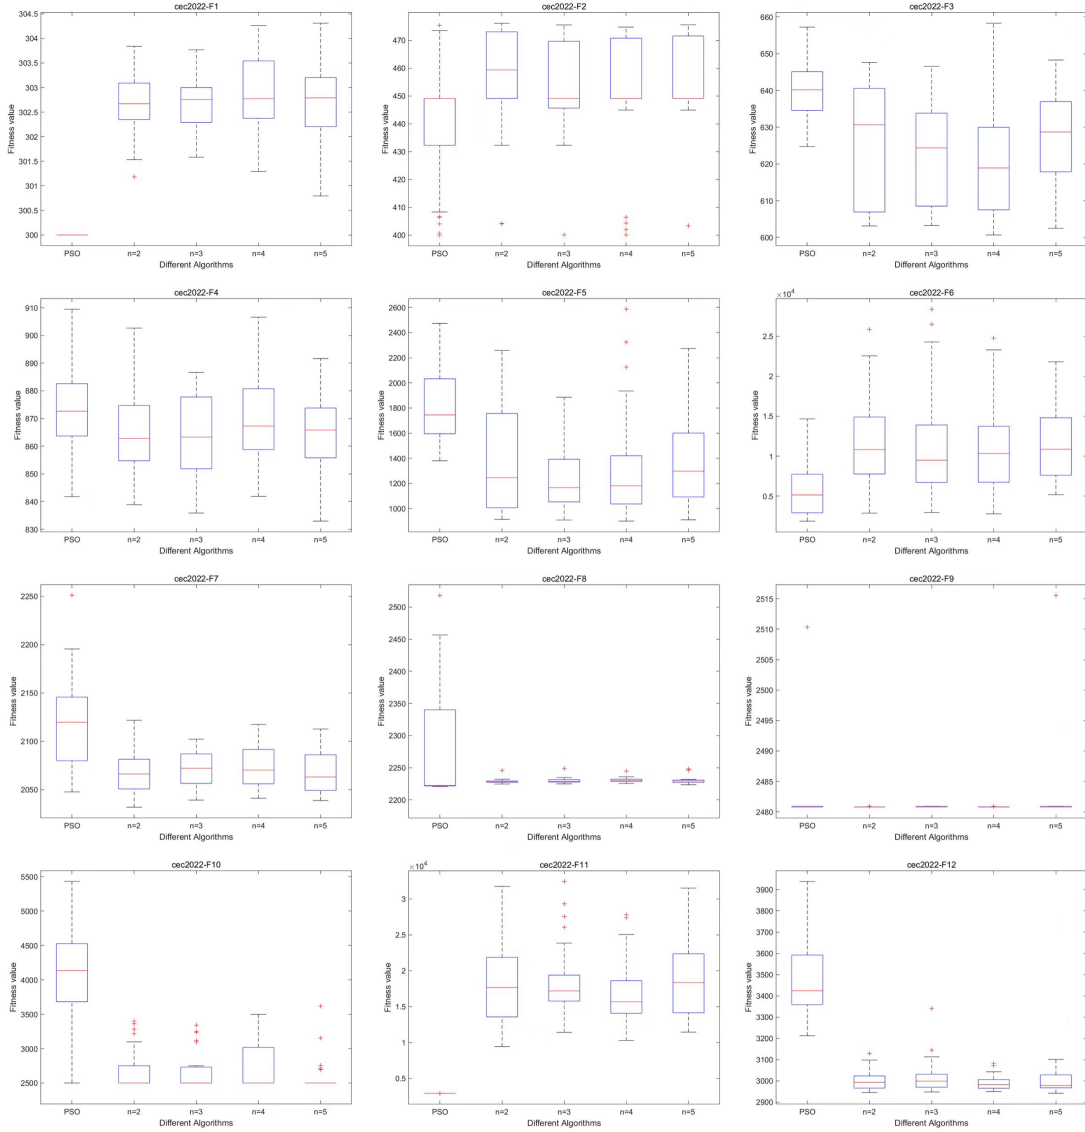 cec2022-F1
304.5
304
303.5
303
302.5
302
301.5
301
300.5
300
Fitness value
PSO n=2 n=3 n=4 n=5
Different Algorithms
cec2022-F2
470
460
450
440
430
420
410
400
Fitness value
PSO n=2 n=3 n=4 n=5
Different Algorithms
cec2022-F3
660
650
640
630
620
610
600
Fitness value
PSO n=2 n=3 n=4 n=5
Different Algorithms
cec2022-F4
910
900
890
880
870
860
850
840
830
Fitness value
PSO n=2 n=3 n=4 n=5
Different Algorithms
cec2022-F5
2600
2400
2200
2000
1800
1600
1400
1200
1000
Fitness value
PSO n=2 n=3 n=4 n=5
Different Algorithms
cec2022-F6
×10^4
2.5
2
1.5
1
0.5
Fitness value
PSO n=2 n=3 n=4 n=5
Different Algorithms
cec2022-F7
2250
2200
2150
2100
2050
Fitness value
PSO n=2 n=3 n=4 n=5
Different Algorithms
cec2022-F8
2500
2450
2400
2350
2300
2250
2200
Fitness value
PSO n=2 n=3 n=4 n=5
Different Algorithms
cec2022-F9
2515
2510
2505
2500
2495
2490
2485
2480
Fitness value
PSO n=2 n=3 n=4 n=5
Different Algorithms
cec2022-F10
5500
5000
4500
4000
3500
3000
2500
Fitness value
PSO n=2 n=3 n=4 n=5
Different Algorithms
cec2022-F11
×10^4
3
2.5
2
1.5
1
0.5
Fitness value
PSO n=2 n=3 n=4 n=5
Different Algorithms
cec2022-F12
3900
3800
3700
3600
3500
3400
3300
3200
3100
3000
2900
Fitness value
PSO n=2 n=3 n=4 n=5
Different Algorithms